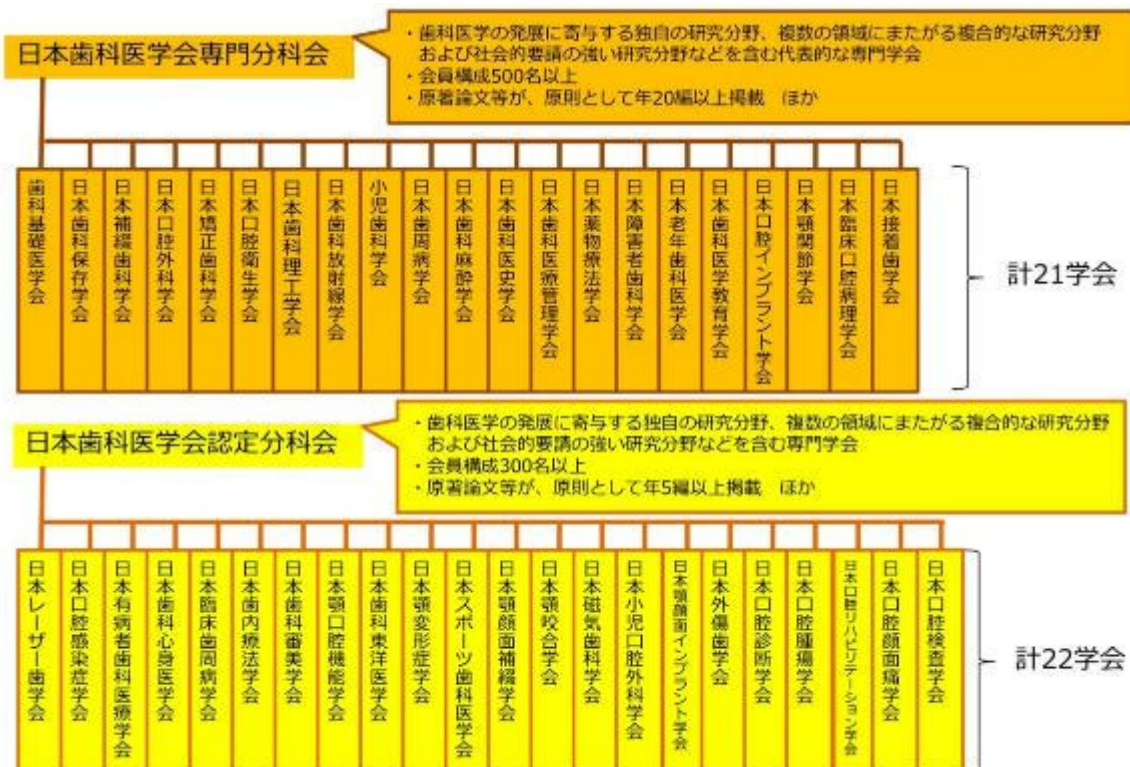 日本歯科医学会専門分科会
・歯科医学の発展に寄与する独自の研究分野、複数の領域にまたがる複合的な研究分野
および社会的要請の強い研究分野などを含む代表的な専門学会
・会員構成500名以上
・原著論文等が、原則として年20編以上掲載　ほか
歯科基礎医学会
日本歯科保存学会
日本補綴歯科学会
日本口腔外科学会
日本矯正歯科学会
日本口腔衛生学会
日本歯科理工学会
日本歯科放射線学会
小児歯科学会
日本歯周病学会
日本歯科麻酔学会
日本歯科医史学会
日本歯科医療管理学会
日本薬物療法学会
日本障害者歯科学会
日本老年歯科医学会
日本歯科医学教育学会
日本口腔インプラント学会
日本顎関節学会
日本臨床口腔病理学会
日本接着歯学会
計21学会
日本歯科医学会認定分科会
・歯科医学の発展に寄与する独自の研究分野、複数の領域にまたがる複合的な研究分野
および社会的要請の強い研究分野などを含む専門学会
・会員構成300名以上
・原著論文等が、原則として年5編以上掲載　ほか
日本レーザー歯学会
日本口腔感染症学会
日本有病者歯科医療学会
日本歯科心身医学会
日本臨床歯周病学会
日本歯内療法学会
日本歯科審美学会
日本顎口腔機能学会
日本歯科東洋医学会
日本顎変形症学会
日本スポーツ歯科医学会
日本顎顔面補綴学会
日本顎咬合学会
日本磁気歯科学会
日本小児口腔外科学会
日本顎顔面インプラント学会
日本外傷歯学会
日本口腔診断学会
日本口腔腫瘍学会
日本口腔リハビリテーション学会
日本口腔顔面痛学会
日本口腔検査学会
計22学会